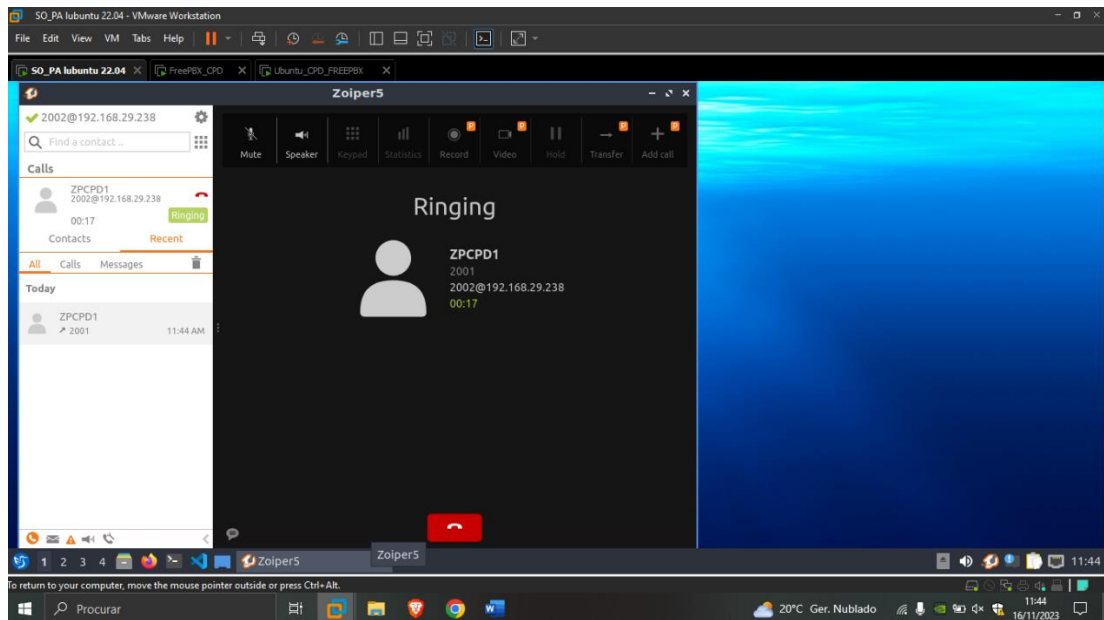 SO_PA lubuntu 22.04 - VMware Workstation
File Edit View VM Tabs Help
SO_PA lubuntu 22.04 FreePBX_CPD Ubuntu_CPD_FREEPBX
Zoiper5
2002@192.168.29.238
Find a contact ..
Mute Speaker Keypad Statistics Record Video Hold Transfer Add call
P P P P
Calls
ZPCPD1
2002@192.168.29.238
00:17 Ringing
Contacts Recent
All Calls Messages
Today
ZPCPD1
2001 11:44 AM
Ringing
ZPCPD1
2001
2002@192.168.29.238
00:17
Zoiper5
1 2 3 4 Zoiper5 11:44
To return to your computer, move the mouse pointer outside or press Ctrl+Alt.
Procurar 20°C Ger. Nublado 11:44
16/11/2023